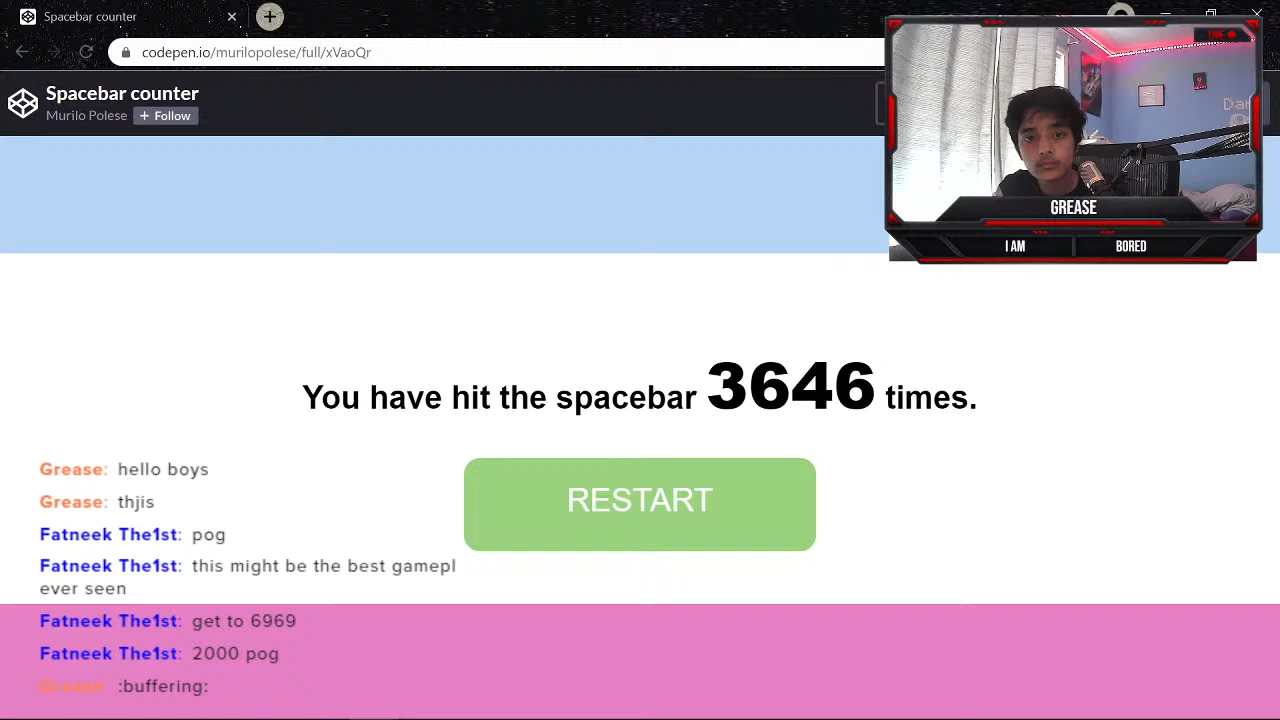 Spacebar counter
codepen.io/murilopolese/full/xVaoQr
Spacebar counter
Murilo Polese + Follow
GREASE
I AM BORED
You have hit the spacebar 3646 times.
RESTART
Grease: hello boys
Grease: thjis
Fatneek The1st: pog
Fatneek The1st: this might be the best gamepl
ever seen
Fatneek The1st: get to 6969
Fatneek The1st: 2000 pog
Grease: :buffering: